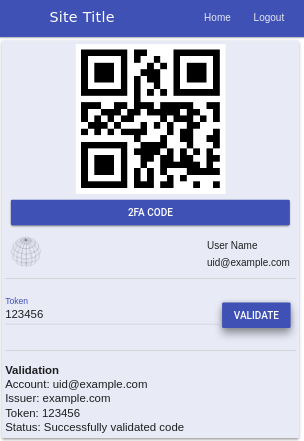 Site Title
Home
Logout
2FA CODE
User Name
uid@example.com
Token
123456
VALIDATE
Validation
Account: uid@example.com
Issuer: example.com
Token: 123456
Status: Successfully validated code